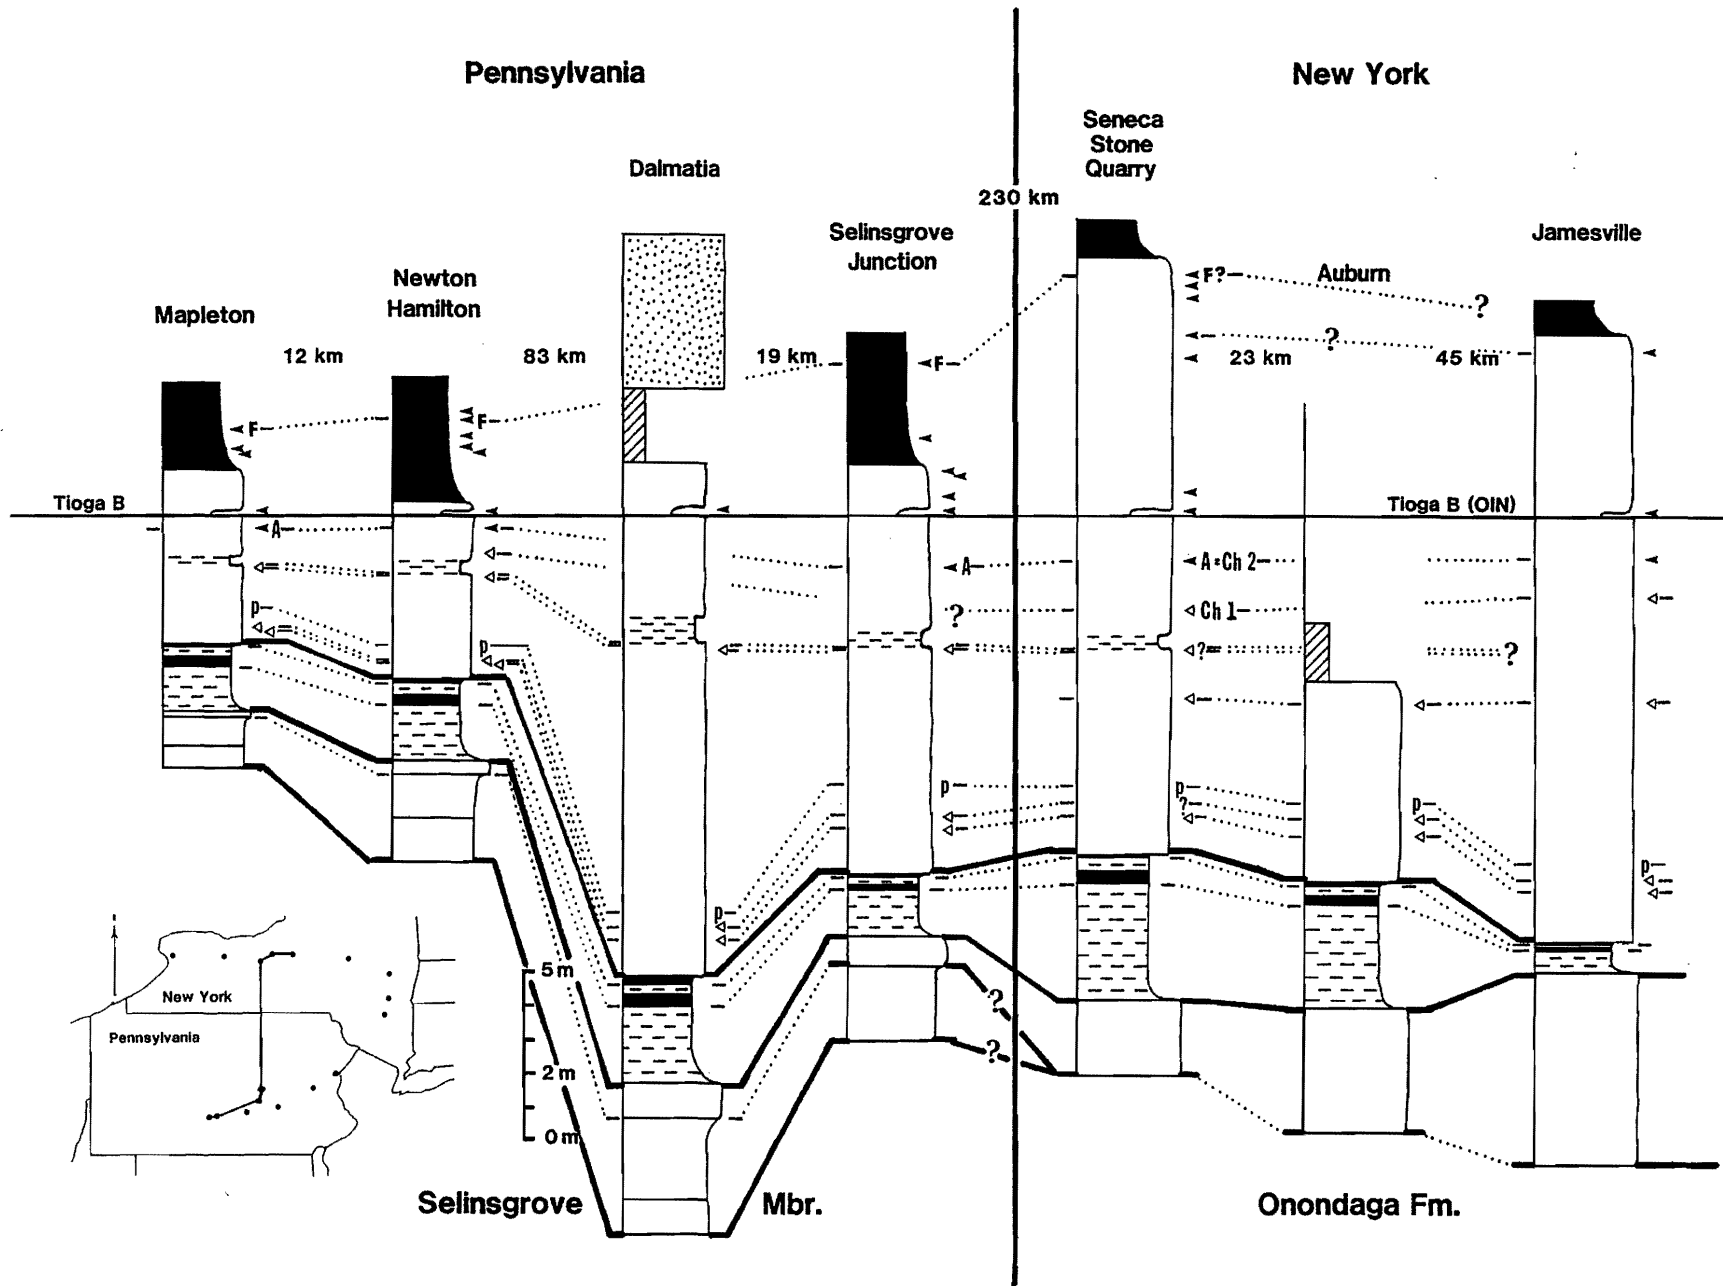 Pennsylvania
New York
Seneca
Stone
Quarry
Dalmatia
230 km
Selinsgrove
Junction
Jamesville
Newton
Hamilton
F?
Auburn
?
Mapleton
12 km
83 km
19 km
F
?
23 km
45 km
F
F
Tioga B
Tioga B (OIN)
A
A
A=Ch 2
?
Ch 1
p
p
?
?
p
p
?
p
p
p
5 m
?
New York
Pennsylvania
?
2 m
0 m
Selinsgrove Mbr.
Onondaga Fm.